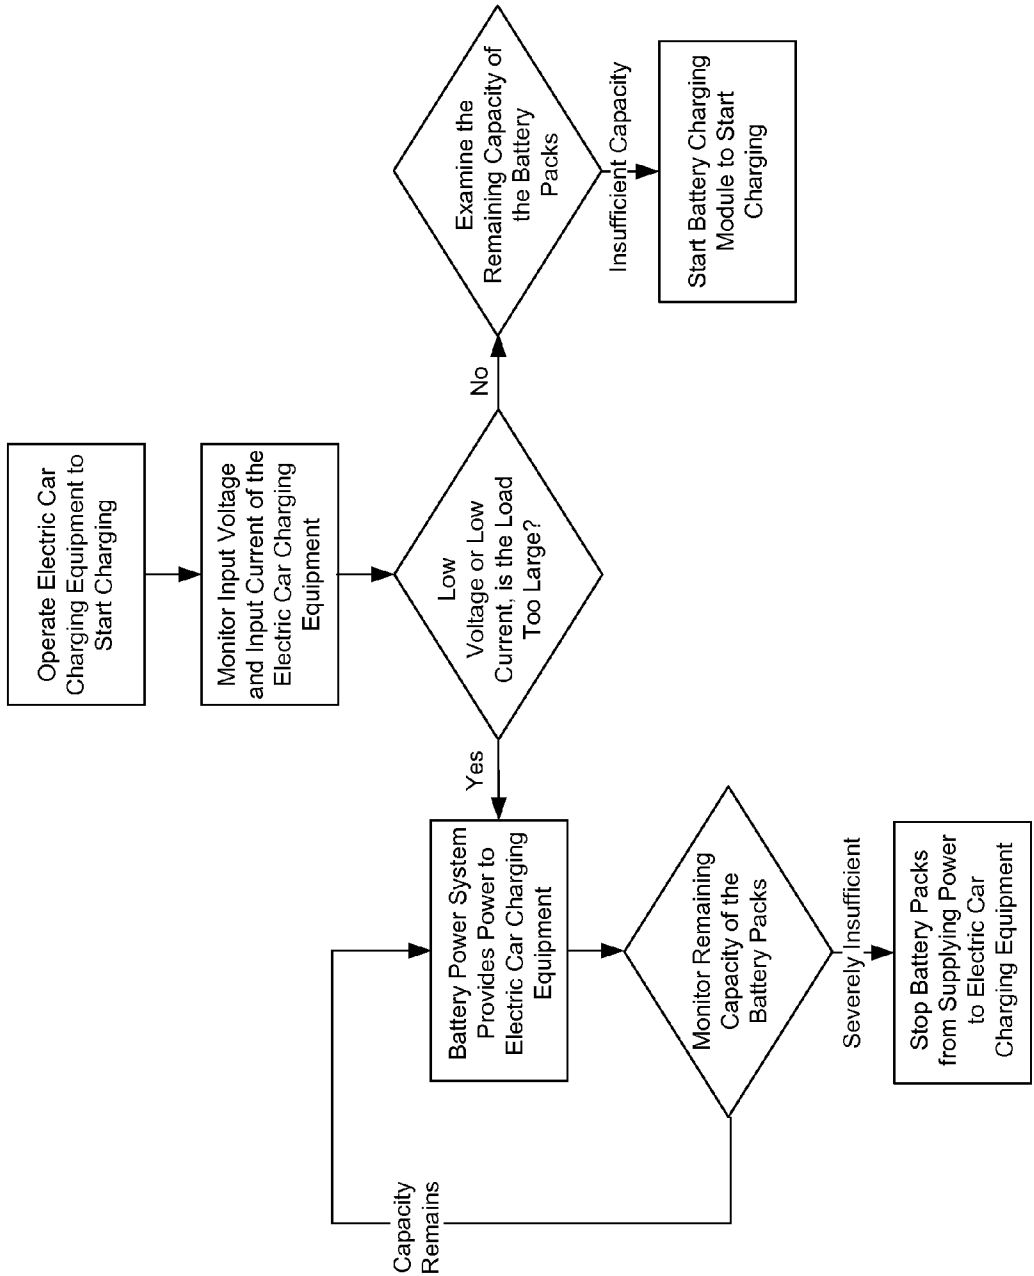 Operate Electric Car
Charging Equipment to
Start Charging
Monitor Input Voltage
and Input Current of the
Electric Car Charging
Equipment
Low
Voltage or Low
Current, is the Load
Too Large?
Yes
No
Battery Power System
Provides Power to
Electric Car Charging
Equipment
Examine the
Remaining Capacity of
the Battery
Packs
Insufficient Capacity
Start Battery Charging
Module to Start
Charging
Monitor Remaining
Capacity of the
Battery Packs
Capacity
Remains
Severely Insufficient
Stop Battery Packs
from Supplying Power
to Electric Car
Charging Equipment